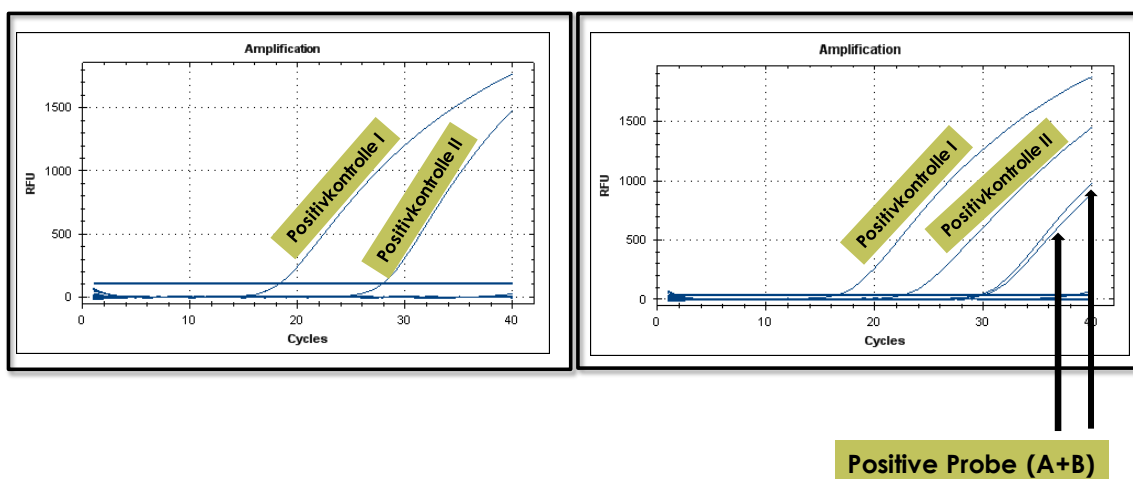 Amplification
1500
1000
500
0
RFU
Positivkontrolle I
Positivkontrolle II
0
10
20
30
40
Cycles
Amplification
1500
1000
500
0
RFU
Positivkontrolle I
Positivkontrolle II
0
10
20
30
40
Cycles
Positive Probe (A+B)